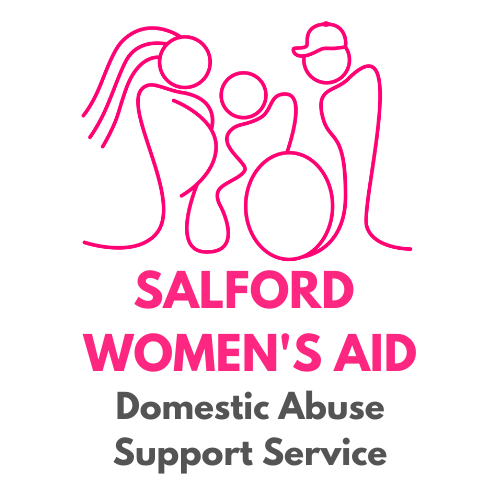 SALFORD
WOMEN'S AID
Domestic Abuse
Support Service